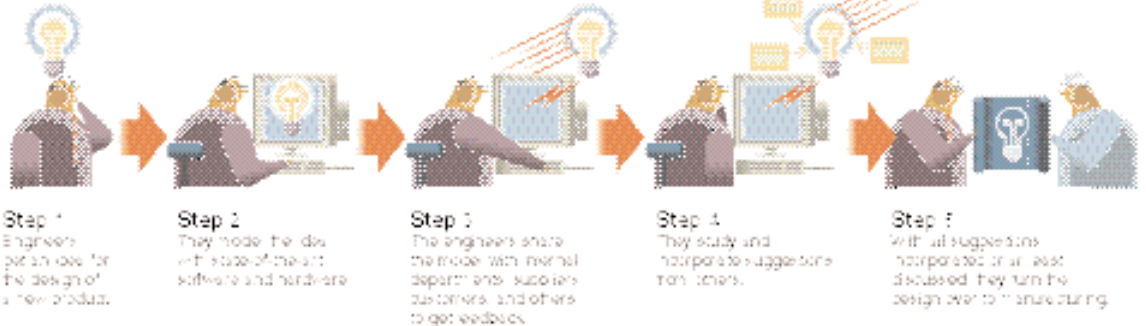 Step 1
Engineers
get an idea for
the design of
a new product.
Step 2
They model the idea
with state-of-the-art
software and hardware.
Step 3
The engineers share
the model with internal
departments, suppliers,
customers, and others
to get feedback.
Step 4
They study and
incorporate suggestions
from others.
Step 5
With all suggestions
incorporated or at least
discussed, they turn the
design over to manufacturing.